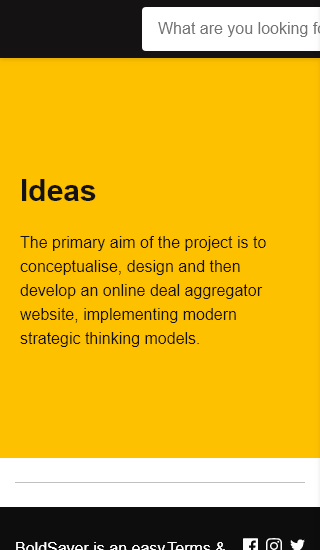 What are you looking fo
Ideas
The primary aim of the project is to
conceptualise, design and then
develop an online deal aggregator
website, implementing modern
strategic thinking models.
BoldSaver is an easy Terms &